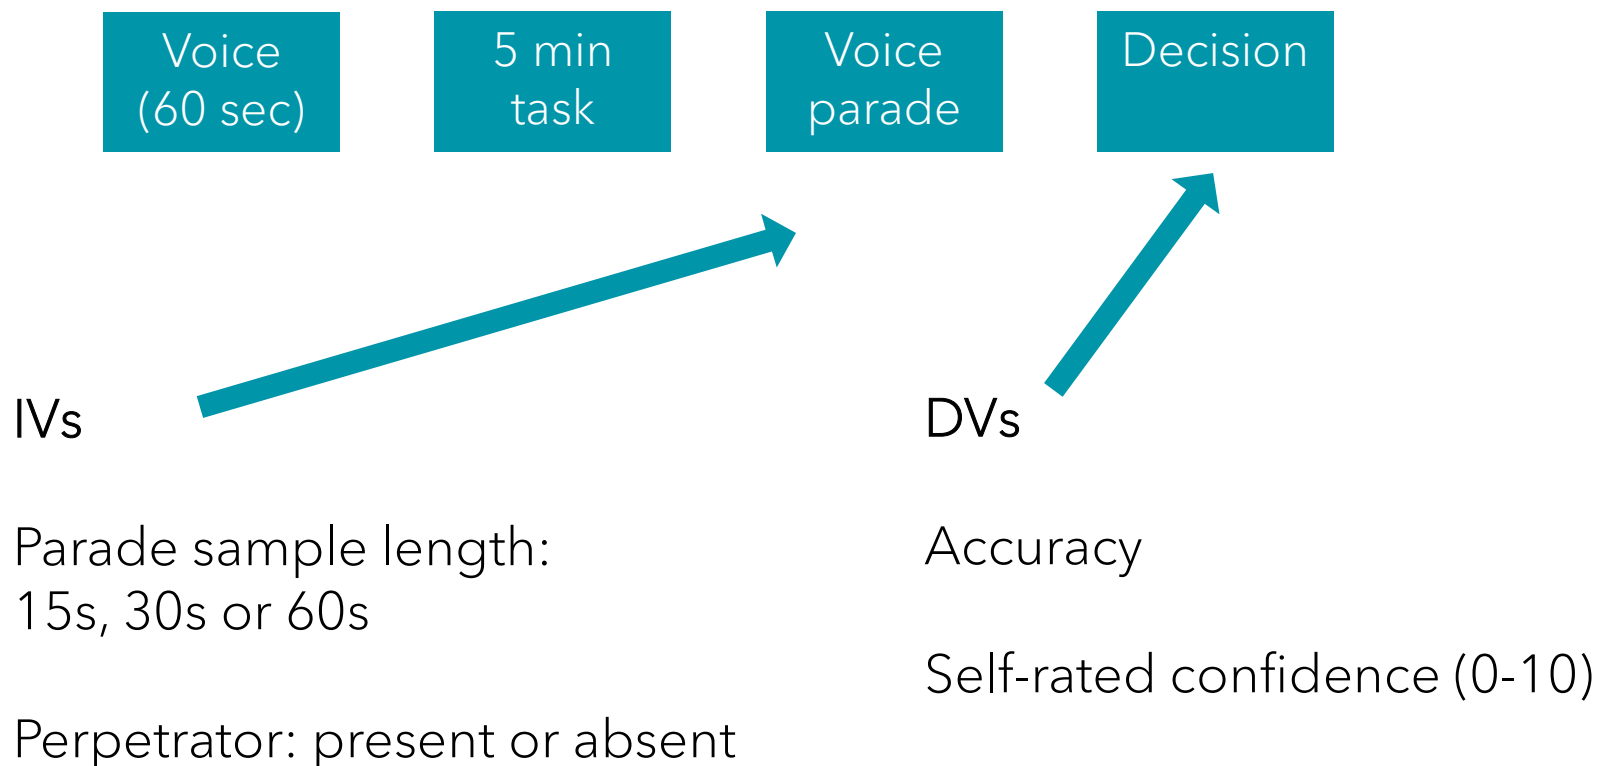 Voice
(60 sec)
5 min
task
Voice
parade
Decision
IVs
Parade sample length:
15s, 30s or 60s
Perpetrator: present or absent
DVs
Accuracy
Self-rated confidence (0-10)